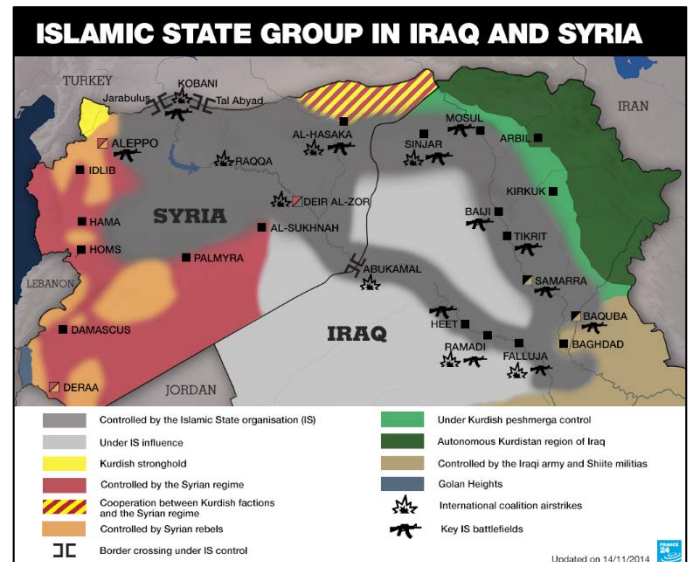 ISLAMIC STATE GROUP IN IRAQ AND SYRIA
TURKEY
KOBANI
Jarabulus
Tal Abyad
IRAN
MOSUL
ALEPPO
AL-HASAKA
SINJAR
ARBIL
IDLIB
RAQQA
KIRKUK
DEIR AL-ZOR
SYRIA
BAIJI
HAMA
AL-SUKHNAH
TIKRIT
HOMS
PALMYRA
ABUKAMAL
SAMARRA
LEBANON
HEET
BAQUBA
DAMASCUS
IRAQ
RAMADI
BAGHDAD
FALLUJA
DERAA
JORDAN
Controlled by the Islamic State organisation (IS)
Under IS influence
Kurdish stronghold
Controlled by the Syrian regime
Cooperation between Kurdish factions
and the Syrian regime
Controlled by Syrian rebels
Border crossing under IS control
Under Kurdish peshmerga control
Autonomous Kurdistan region of Iraq
Controlled by the Iraqi army and Shiite militias
Golan Heights
International coalition airstrikes
Key IS battlefields
Updated on 14/11/2014
FRANCE
24